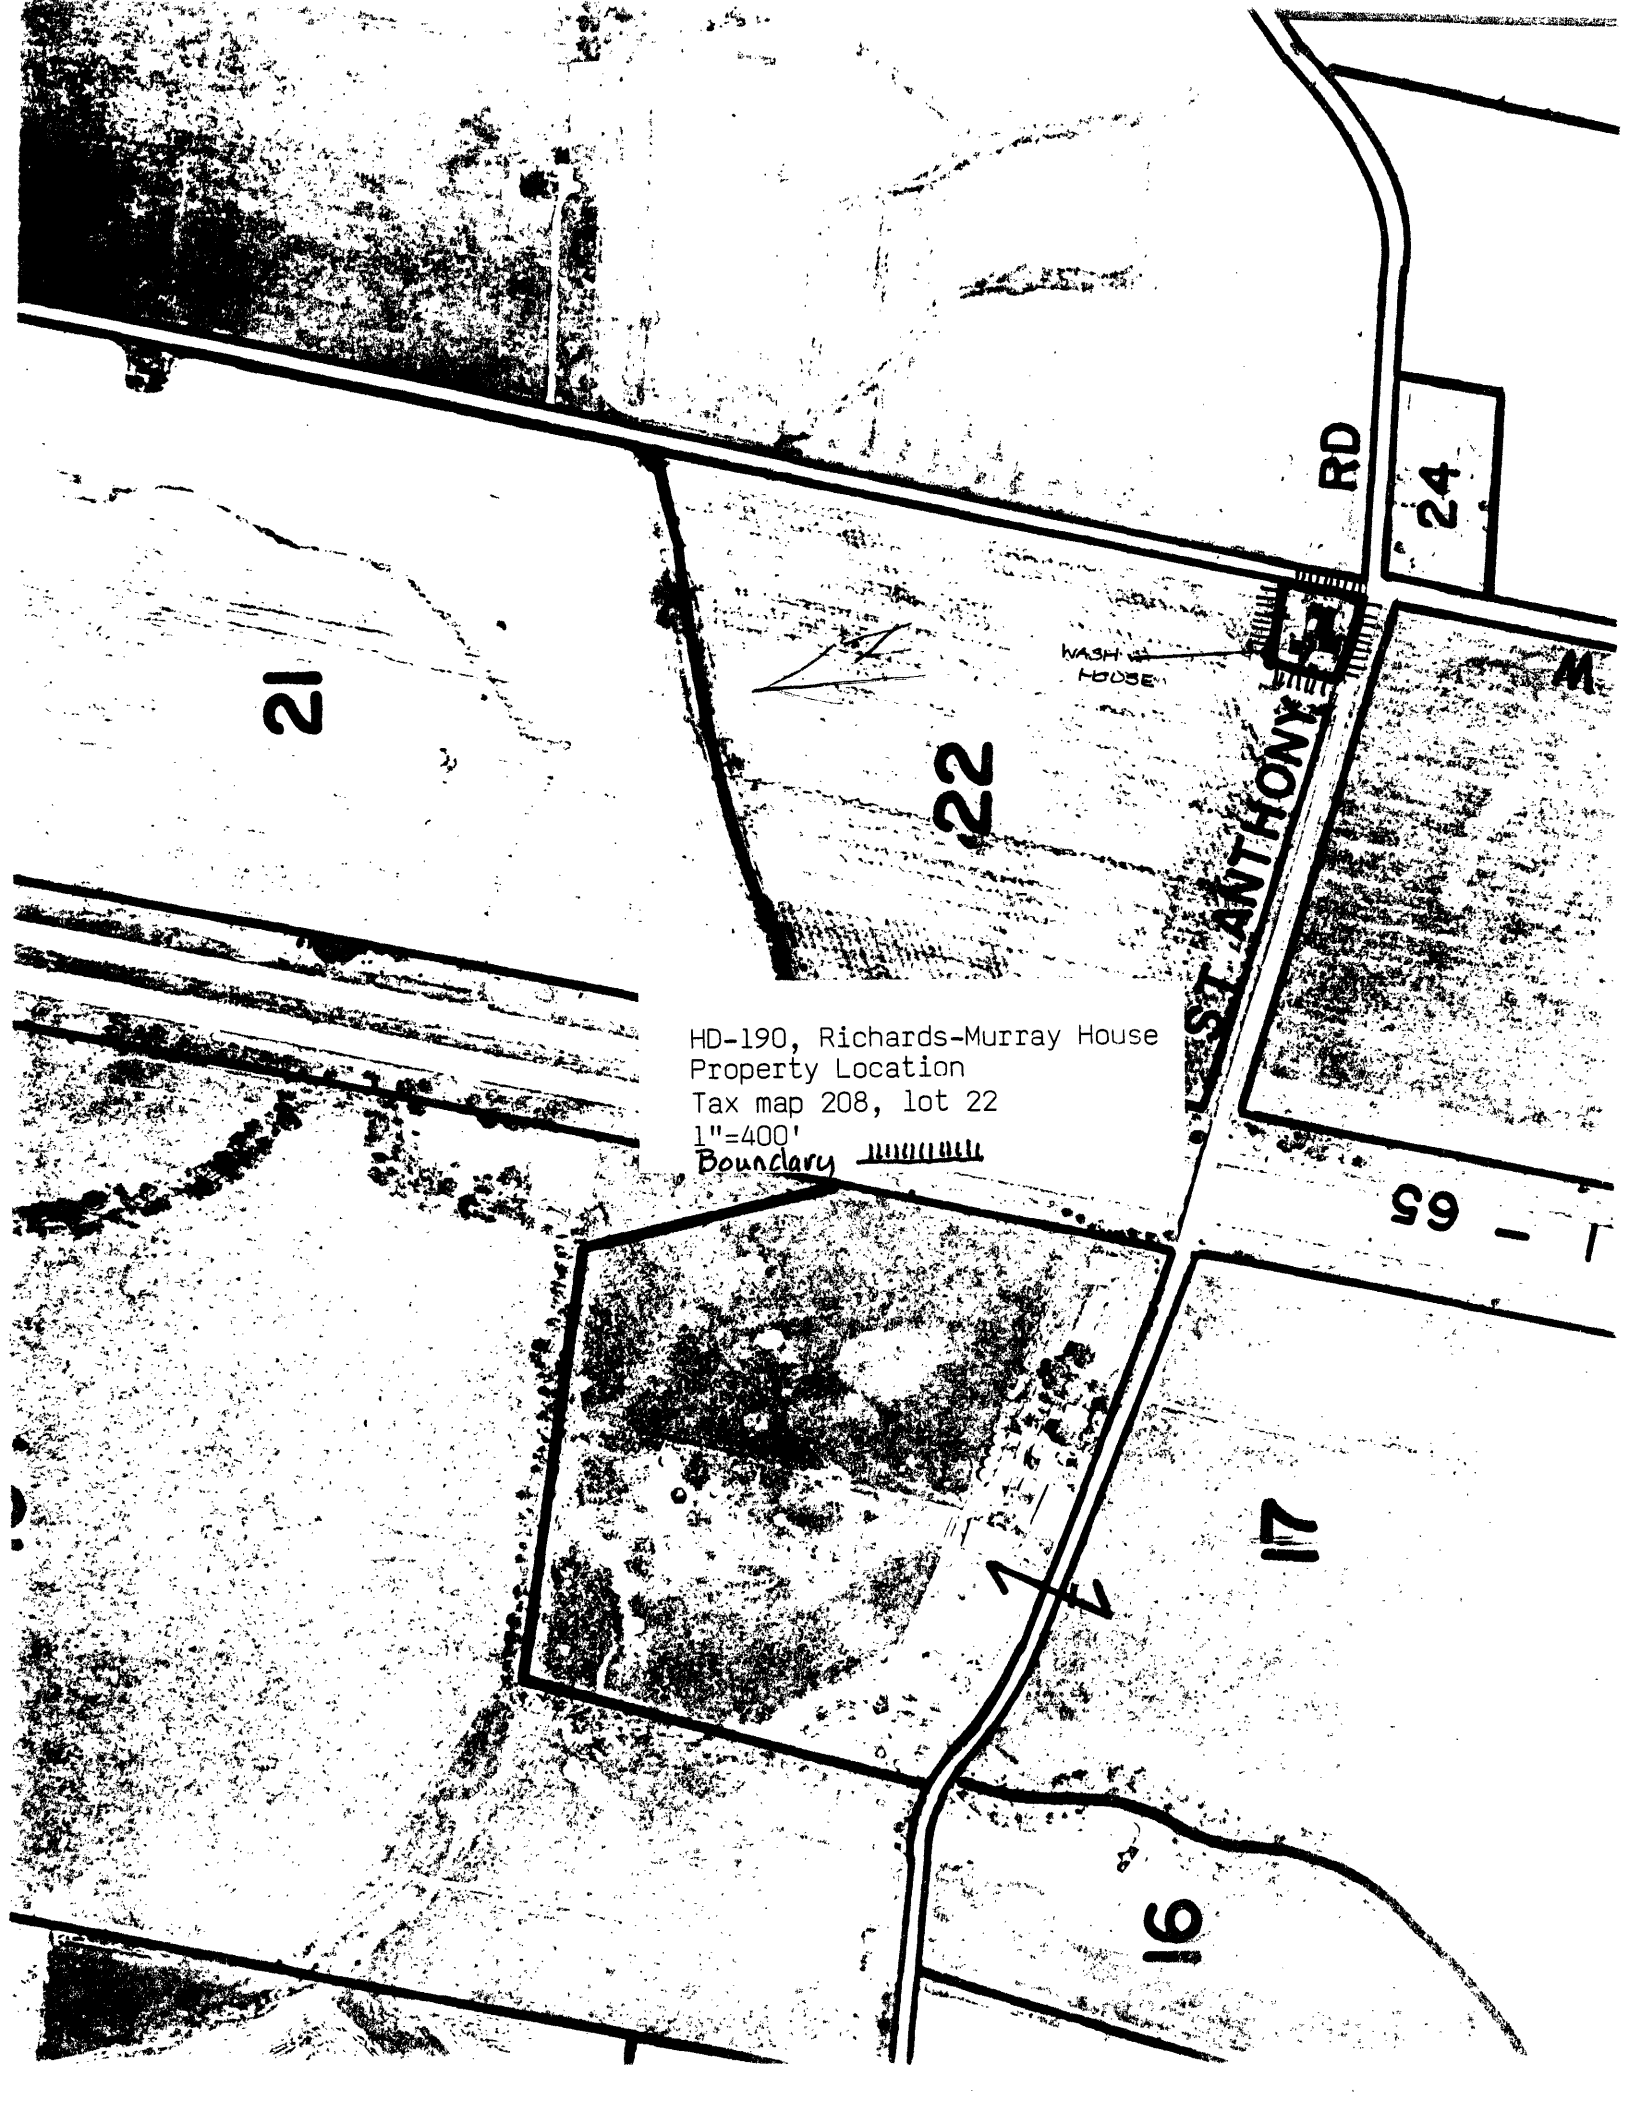 RD
24
WASH
HOUSE
W
21
22
ST. ANTHONY
HD-190, Richards-Murray House
Property Location
Tax map 208, lot 22
1"=400'
Boundary
I - 65
17
16